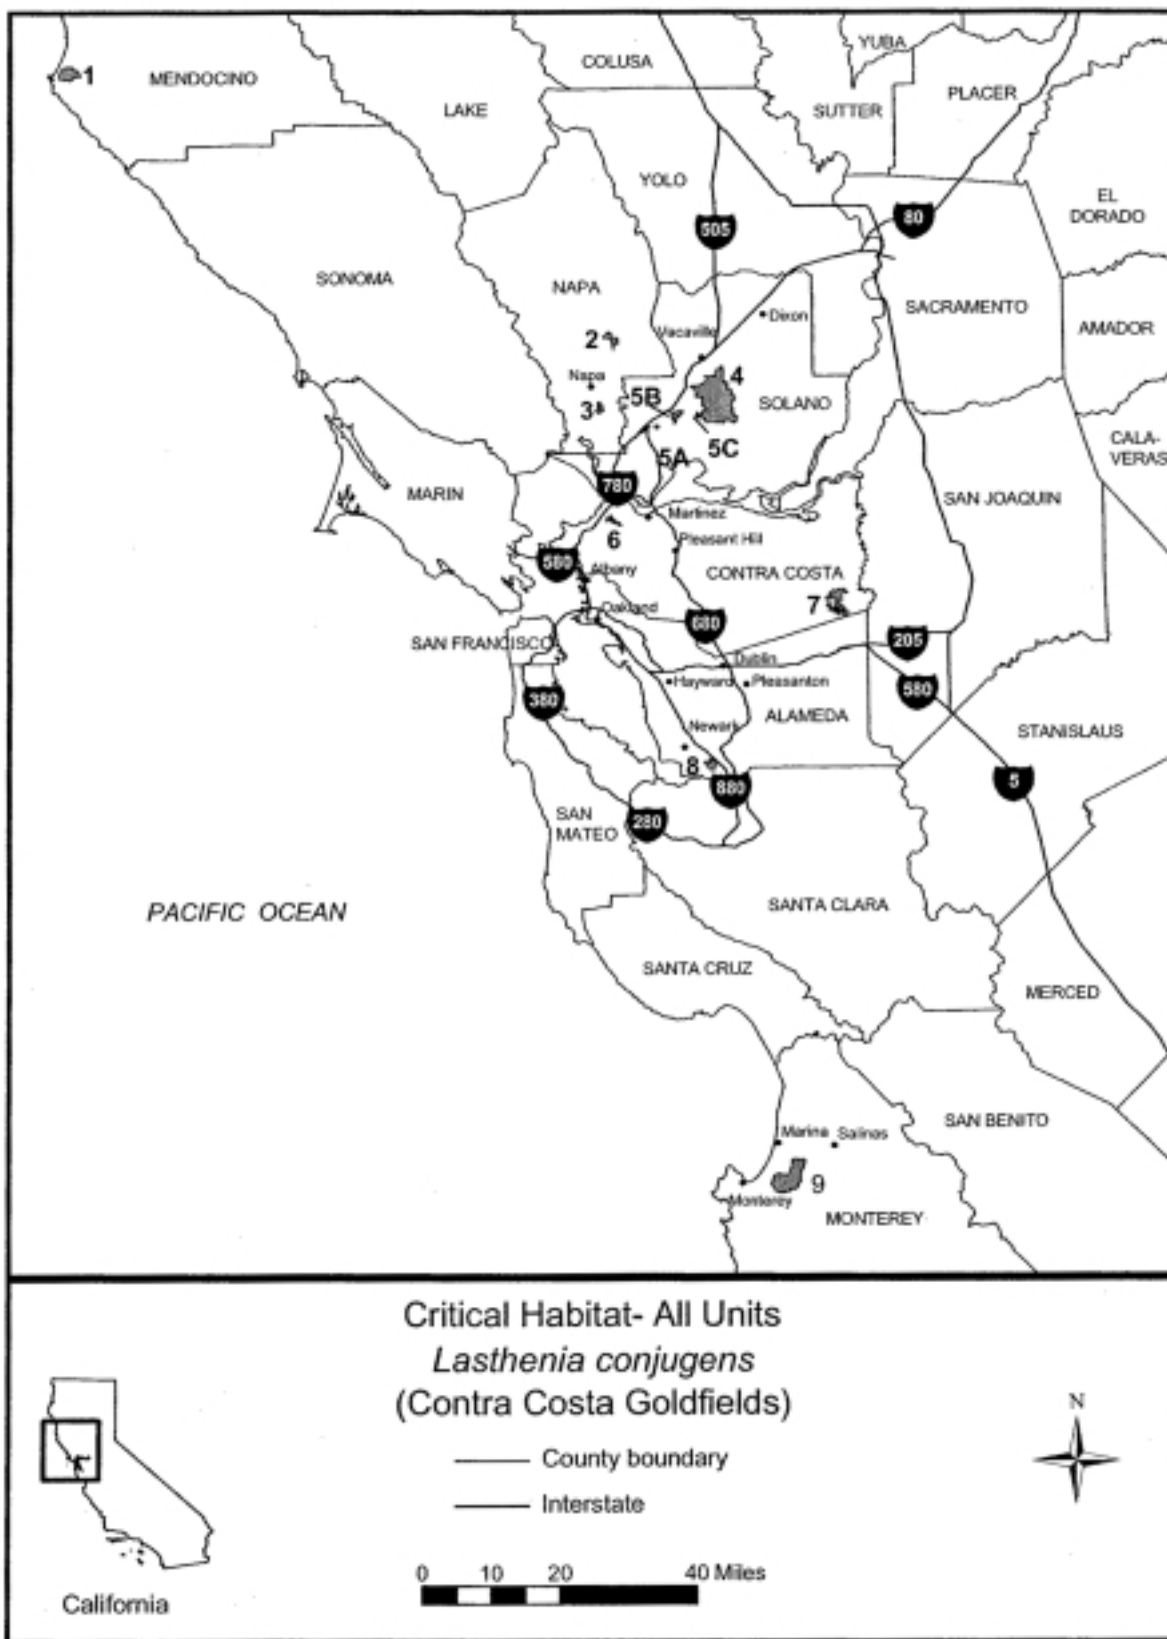 YUBA
COLUSA
1
MENDOCINO
PLACER
LAKE
SUTTER
YOLO
EL
DORADO
505
80
SONOMA
NAPA
SACRAMENTO
Dixon
AMADOR
Vacaville
2
Napa
4
5B
SOLANO
3
CALA-
VERAS
5C
5A
780
MARIN
SAN JOAQUIN
Martinez
6
Pleasant Hill
580
Albany
CONTRA COSTA
7
Oakland
680
SAN FRANCISCO
205
Dublin
Hayward
Pleasanton
580
380
ALAMEDA
Newark
STANISLAUS
8
5
880
SAN
MATEO
280
PACIFIC OCEAN
SANTA CLARA
SANTA CRUZ
MERCED
SAN BENITO
Marina
Salinas
9
Monterey
MONTEREY
Critical Habitat- All Units
Lasthenia conjugens
(Contra Costa Goldfields)
N
County boundary
Interstate
0 10 20 40 Miles
California